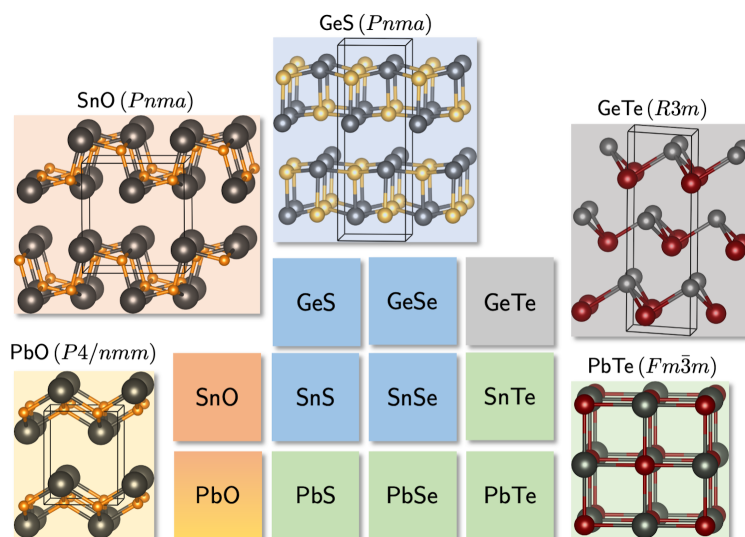 GeS (Pnma)
SnO (Pnma)
GeTe (R3m)
GeS GeSe GeTe
PbO (P4/nmm)
PbTe (Fm3̄m)
SnO SnS SnSe SnTe
PbO PbS PbSe PbTe